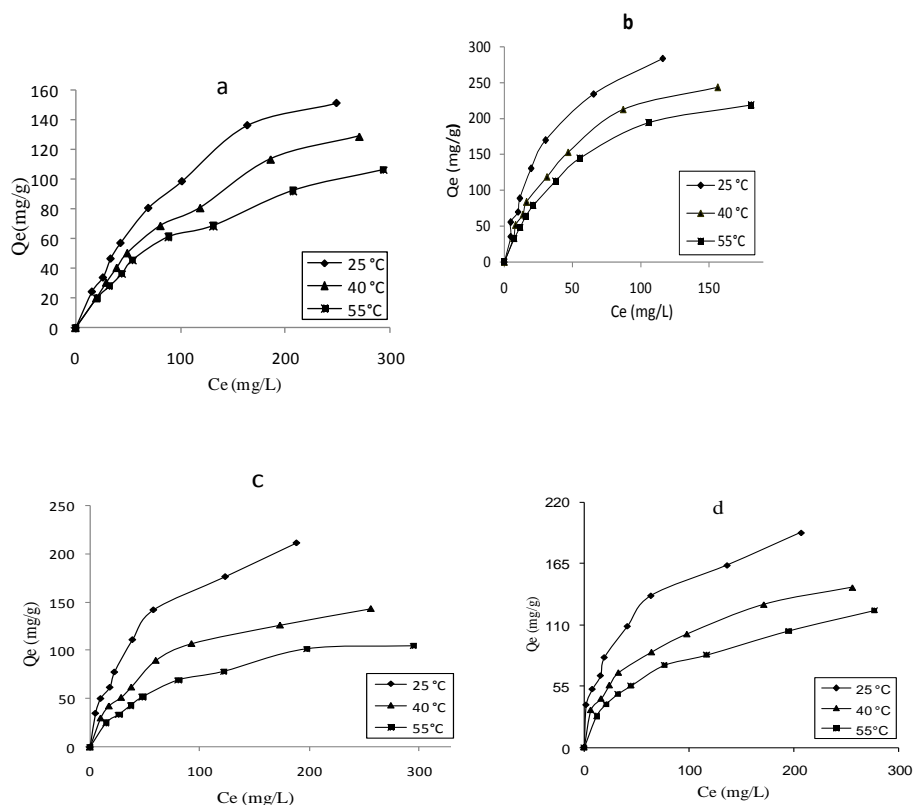 a
160
140
120
100
80
60
40
20
0
Qe(mg/g)
0 100 200 300
Ce (mg/L)
25 °C
40 °C
55°C
b
300
250
200
150
100
50
0
Qe (mg/g)
0 50 100 150
Ce (mg/L)
25 °C
40 °C
55°C
c
250
200
150
100
50
0
Qe (mg/g)
0 100 200 300
Ce (mg/L)
25 °C
40 °C
55°C
d
220
165
110
55
0
Qe (mg/g)
0 100 200 300
Ce (mg/L)
25 °C
40 °C
55°C